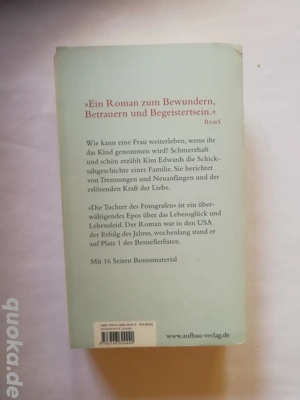 »Ein Roman zum Bewundern,
Betrauern und Begeistertsein.«
Wie kann eine Frau weiterleben, wenn ihr
das Kind genommen wird? Schmerzhaft
und schön erzählt Kim Edwards die Schick-
salsgeschichte einer Familie. Sie berichtet
von Trennungen und Neuanfängen und der
erlösenden Kraft der Liebe.
»Die Tochter des Fotografen« ist ein über-
wältigendes Epos über das Lebensglück und
Lebensleid. Der Roman war in den USA
der Erfolg des Jahres, wochenlang stand er
auf Platz 1 der Bestsellerlisten.
Mit 16 Seiten Bonusmaterial
www.aufbau-verlag.de
quoka.de